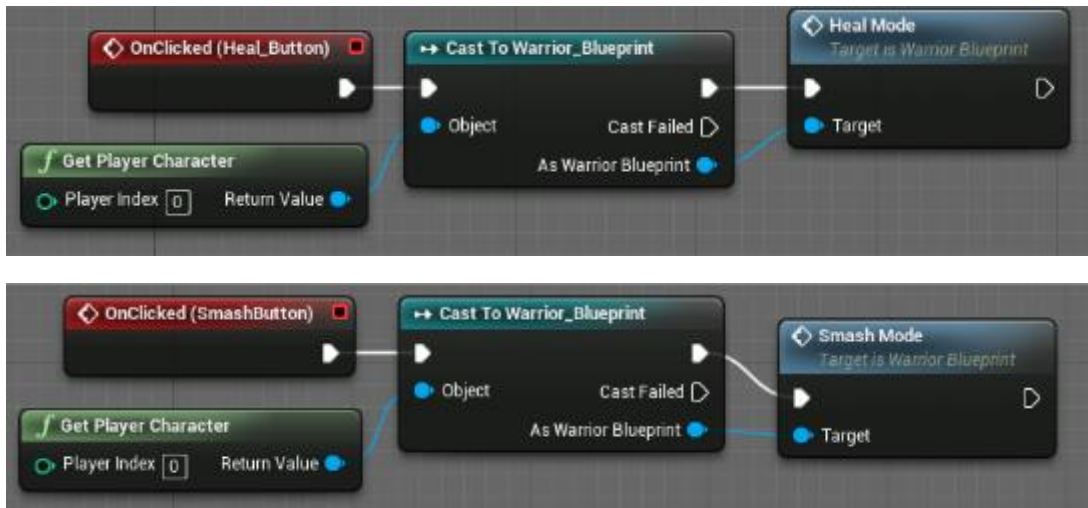 OnClicked (Heal_Button)
Cast To Warrior_Blueprint
Heal Mode
Target is Warrior Blueprint
Object
Cast Failed
As Warrior Blueprint
Target
f Get Player Character
Player Index 0 Return Value
OnClicked (SmashButton)
Cast To Warrior_Blueprint
Smash Mode
Target is Warrior Blueprint
Object
Cast Failed
As Warrior Blueprint
Target
f Get Player Character
Player Index 0 Return Value